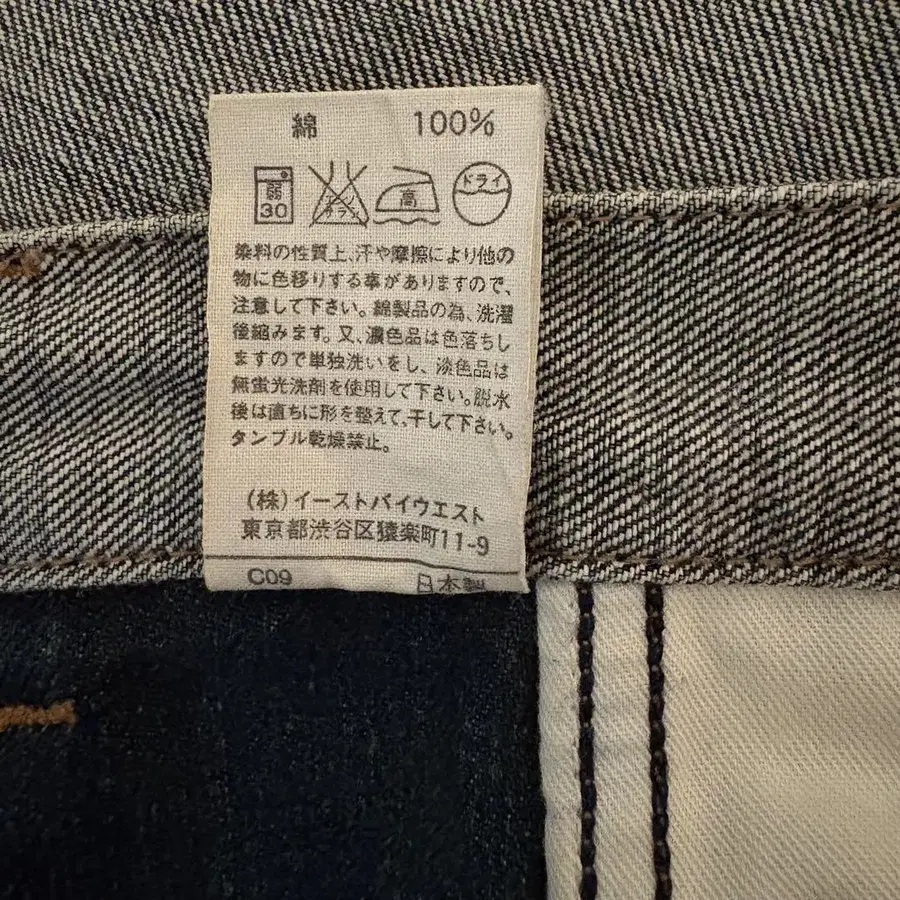 綿 100%
弱 30 エンソ サラシ 高 ドライ
染料の性質上、汗や摩擦により他の
物に色移りする事がありますので、
注意して下さい。綿製品の為、洗濯
後縮みます。又、濃色品は色落ちし
ますので単独洗いをし、淡色品は
無蛍光洗剤を使用して下さい。脱水
後は直ちに形を整えて、干して下さい。
タンブル乾燥禁止。
(株)イーストバイウエスト
東京都渋谷区猿楽町11-9
C09 日本製